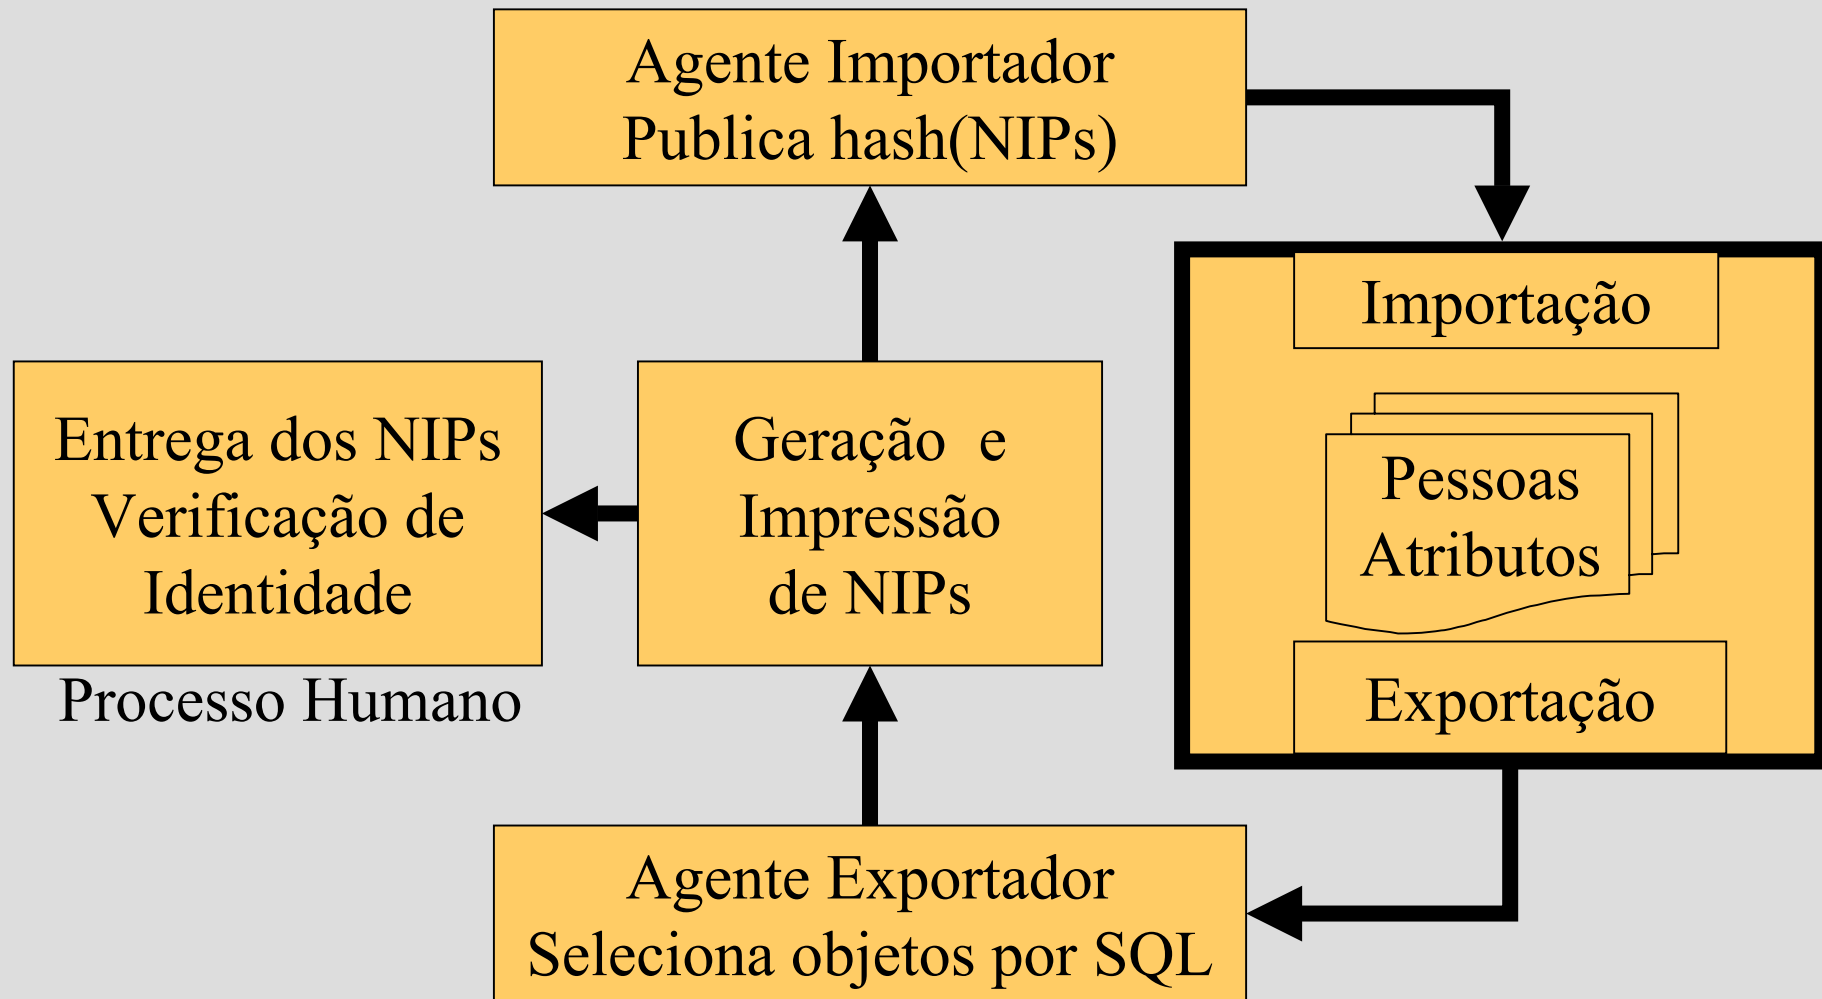 Agente Importador
Publica hash(NIPs)
Importação
Pessoas
Atributos
Exportação
Entrega dos NIPs
Verificação de
Identidade
Processo Humano
Geração e
Impressão
de NIPs
Agente Exportador
Seleciona objetos por SQL